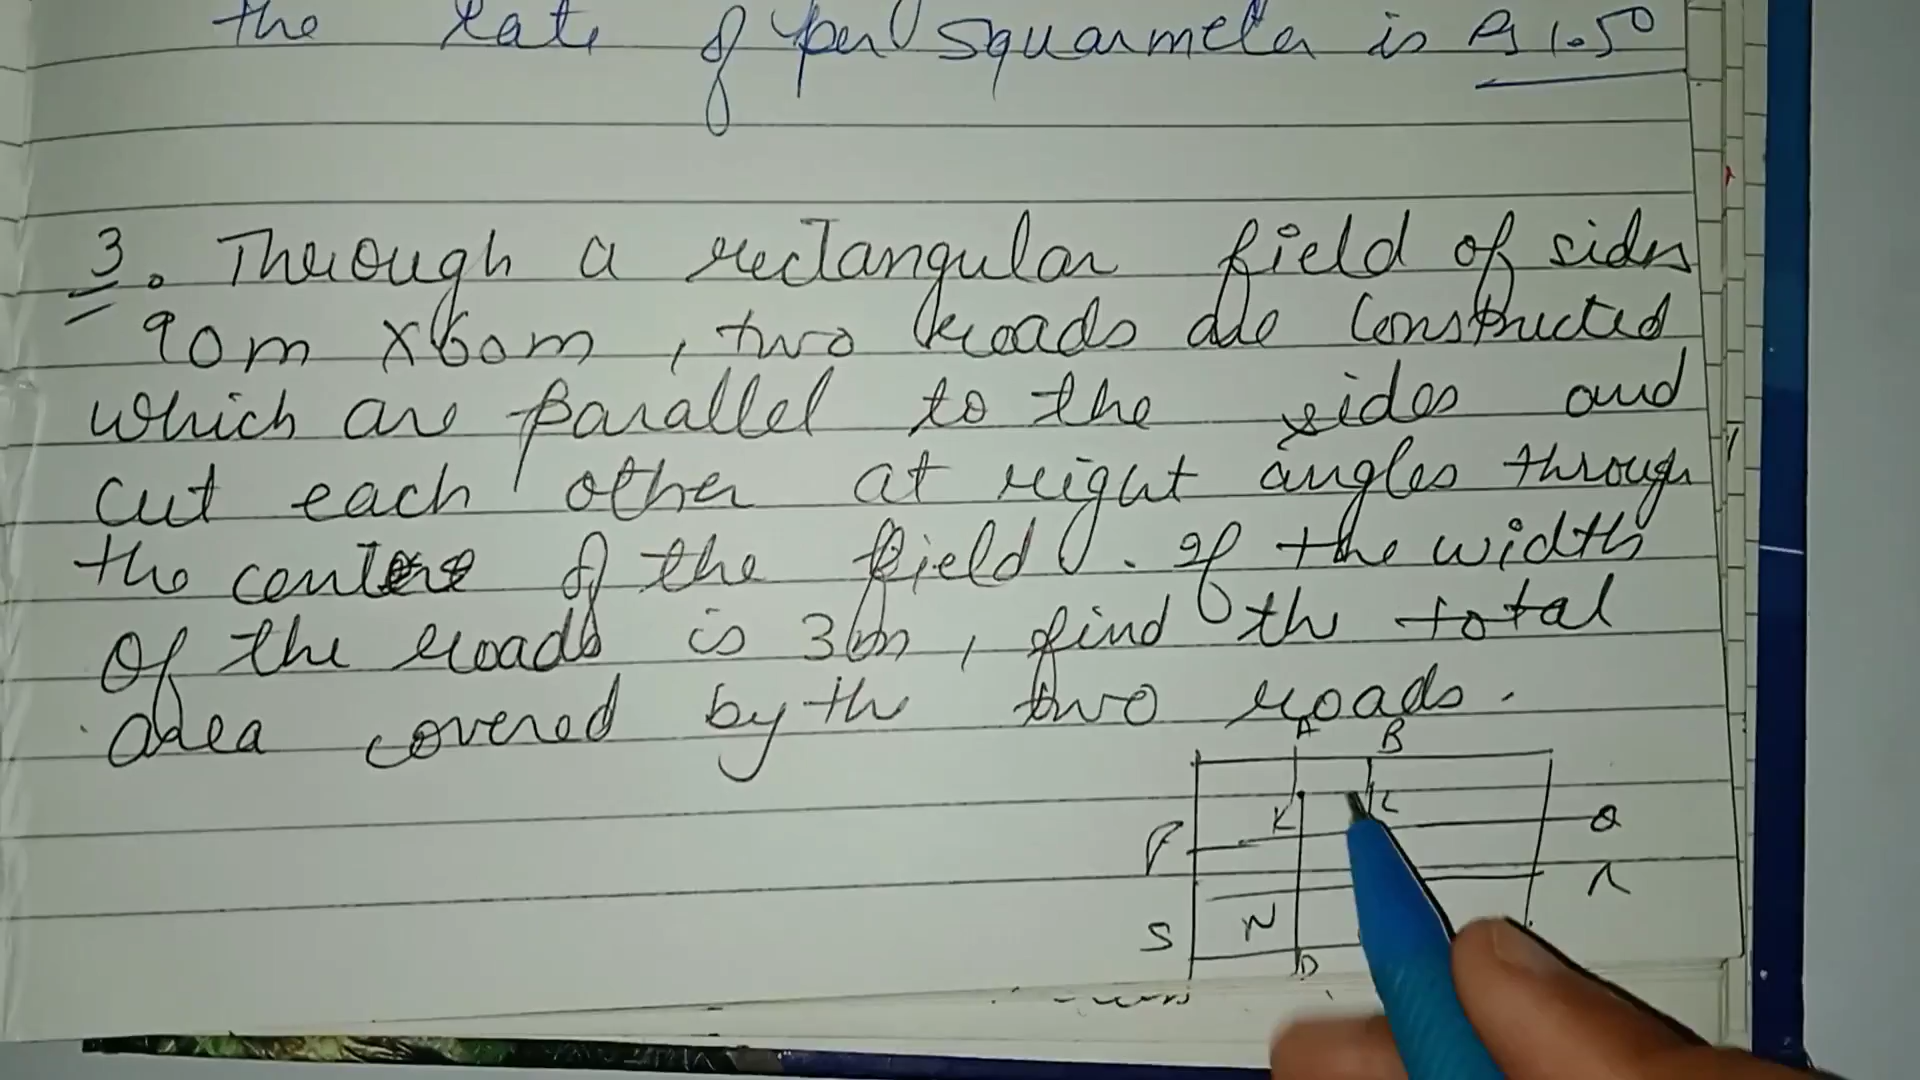 the rate of per squarmeter is Rs 1.50
3. Through a rectangular field of sides
90m x 60m, two roads are constructed
which are parallel to the sides and
cut each other at right angles through
the centre of the field. If the width
of the roads is 3m, find the total
area covered by the two roads.
A B
K L
P Q
R
N
S
D